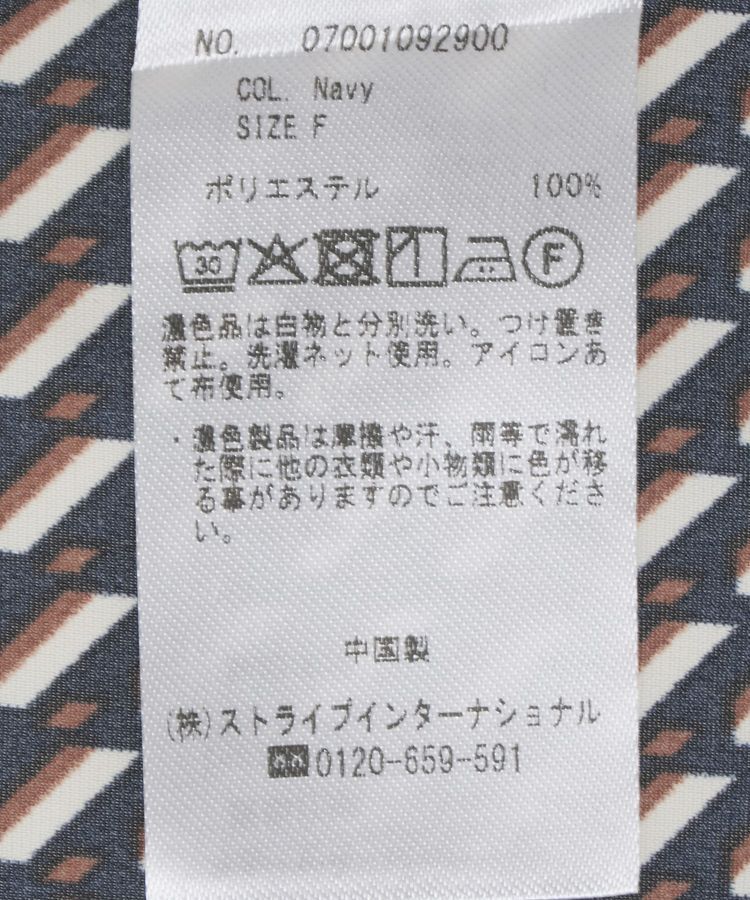 NO. 07001092900
COL. Navy
SIZE F
ポリエステル 100%
30 F
濃色品は白物と分別洗い。つけ置き
禁止。洗濯ネット使用。アイロンあ
て布使用。
・濃色製品は摩擦や汗、雨等で濡れ
た際に他の衣類や小物類に色が移
る事がありますのでご注意くださ
い。
中国製
(株)ストライプインターナショナル
0120-659-591